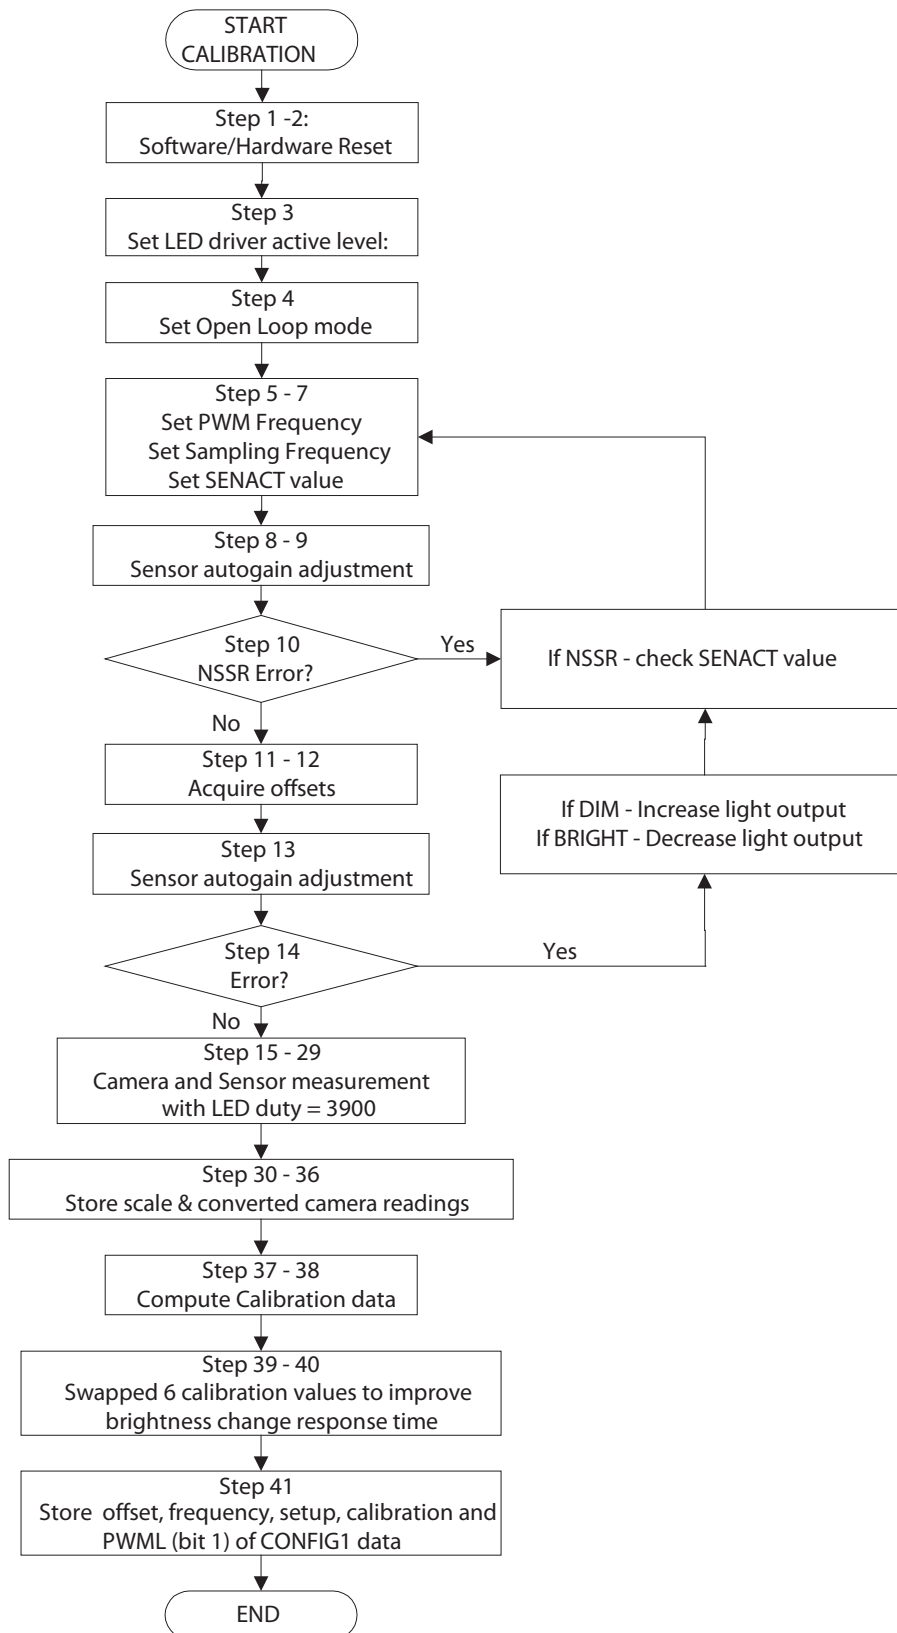 START
CALIBRATION
Step 1 -2:
Software/Hardware Reset
Step 3
Set LED driver active level:
Step 4
Set Open Loop mode
Step 5 - 7
Set PWM Frequency
Set Sampling Frequency
Set SENACT value
Step 8 - 9
Sensor autogain adjustment
Step 10
NSSR Error?
Yes
If NSSR - check SENACT value
No
Step 11 - 12
Acquire offsets
If DIM - Increase light output
If BRIGHT - Decrease light output
Step 13
Sensor autogain adjustment
Step 14
Error?
Yes
No
Step 15 - 29
Camera and Sensor measurement
with LED duty = 3900
Step 30 - 36
Store scale & converted camera readings
Step 37 - 38
Compute Calibration data
Step 39 - 40
Swapped 6 calibration values to improve
brightness change response time
Step 41
Store offset, frequency, setup, calibration and
PWML (bit 1) of CONFIG1 data
END